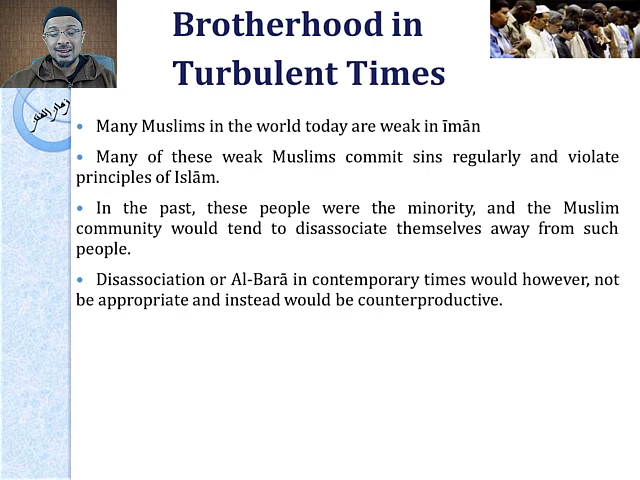 Brotherhood in
Turbulent Times
زمان الفتن
• Many Muslims in the world today are weak in īmān
• Many of these weak Muslims commit sins regularly and violate
principles of Islām.
• In the past, these people were the minority, and the Muslim
community would tend to disassociate themselves away from such
people.
• Disassociation or Al-Barā in contemporary times would however, not
be appropriate and instead would be counterproductive.